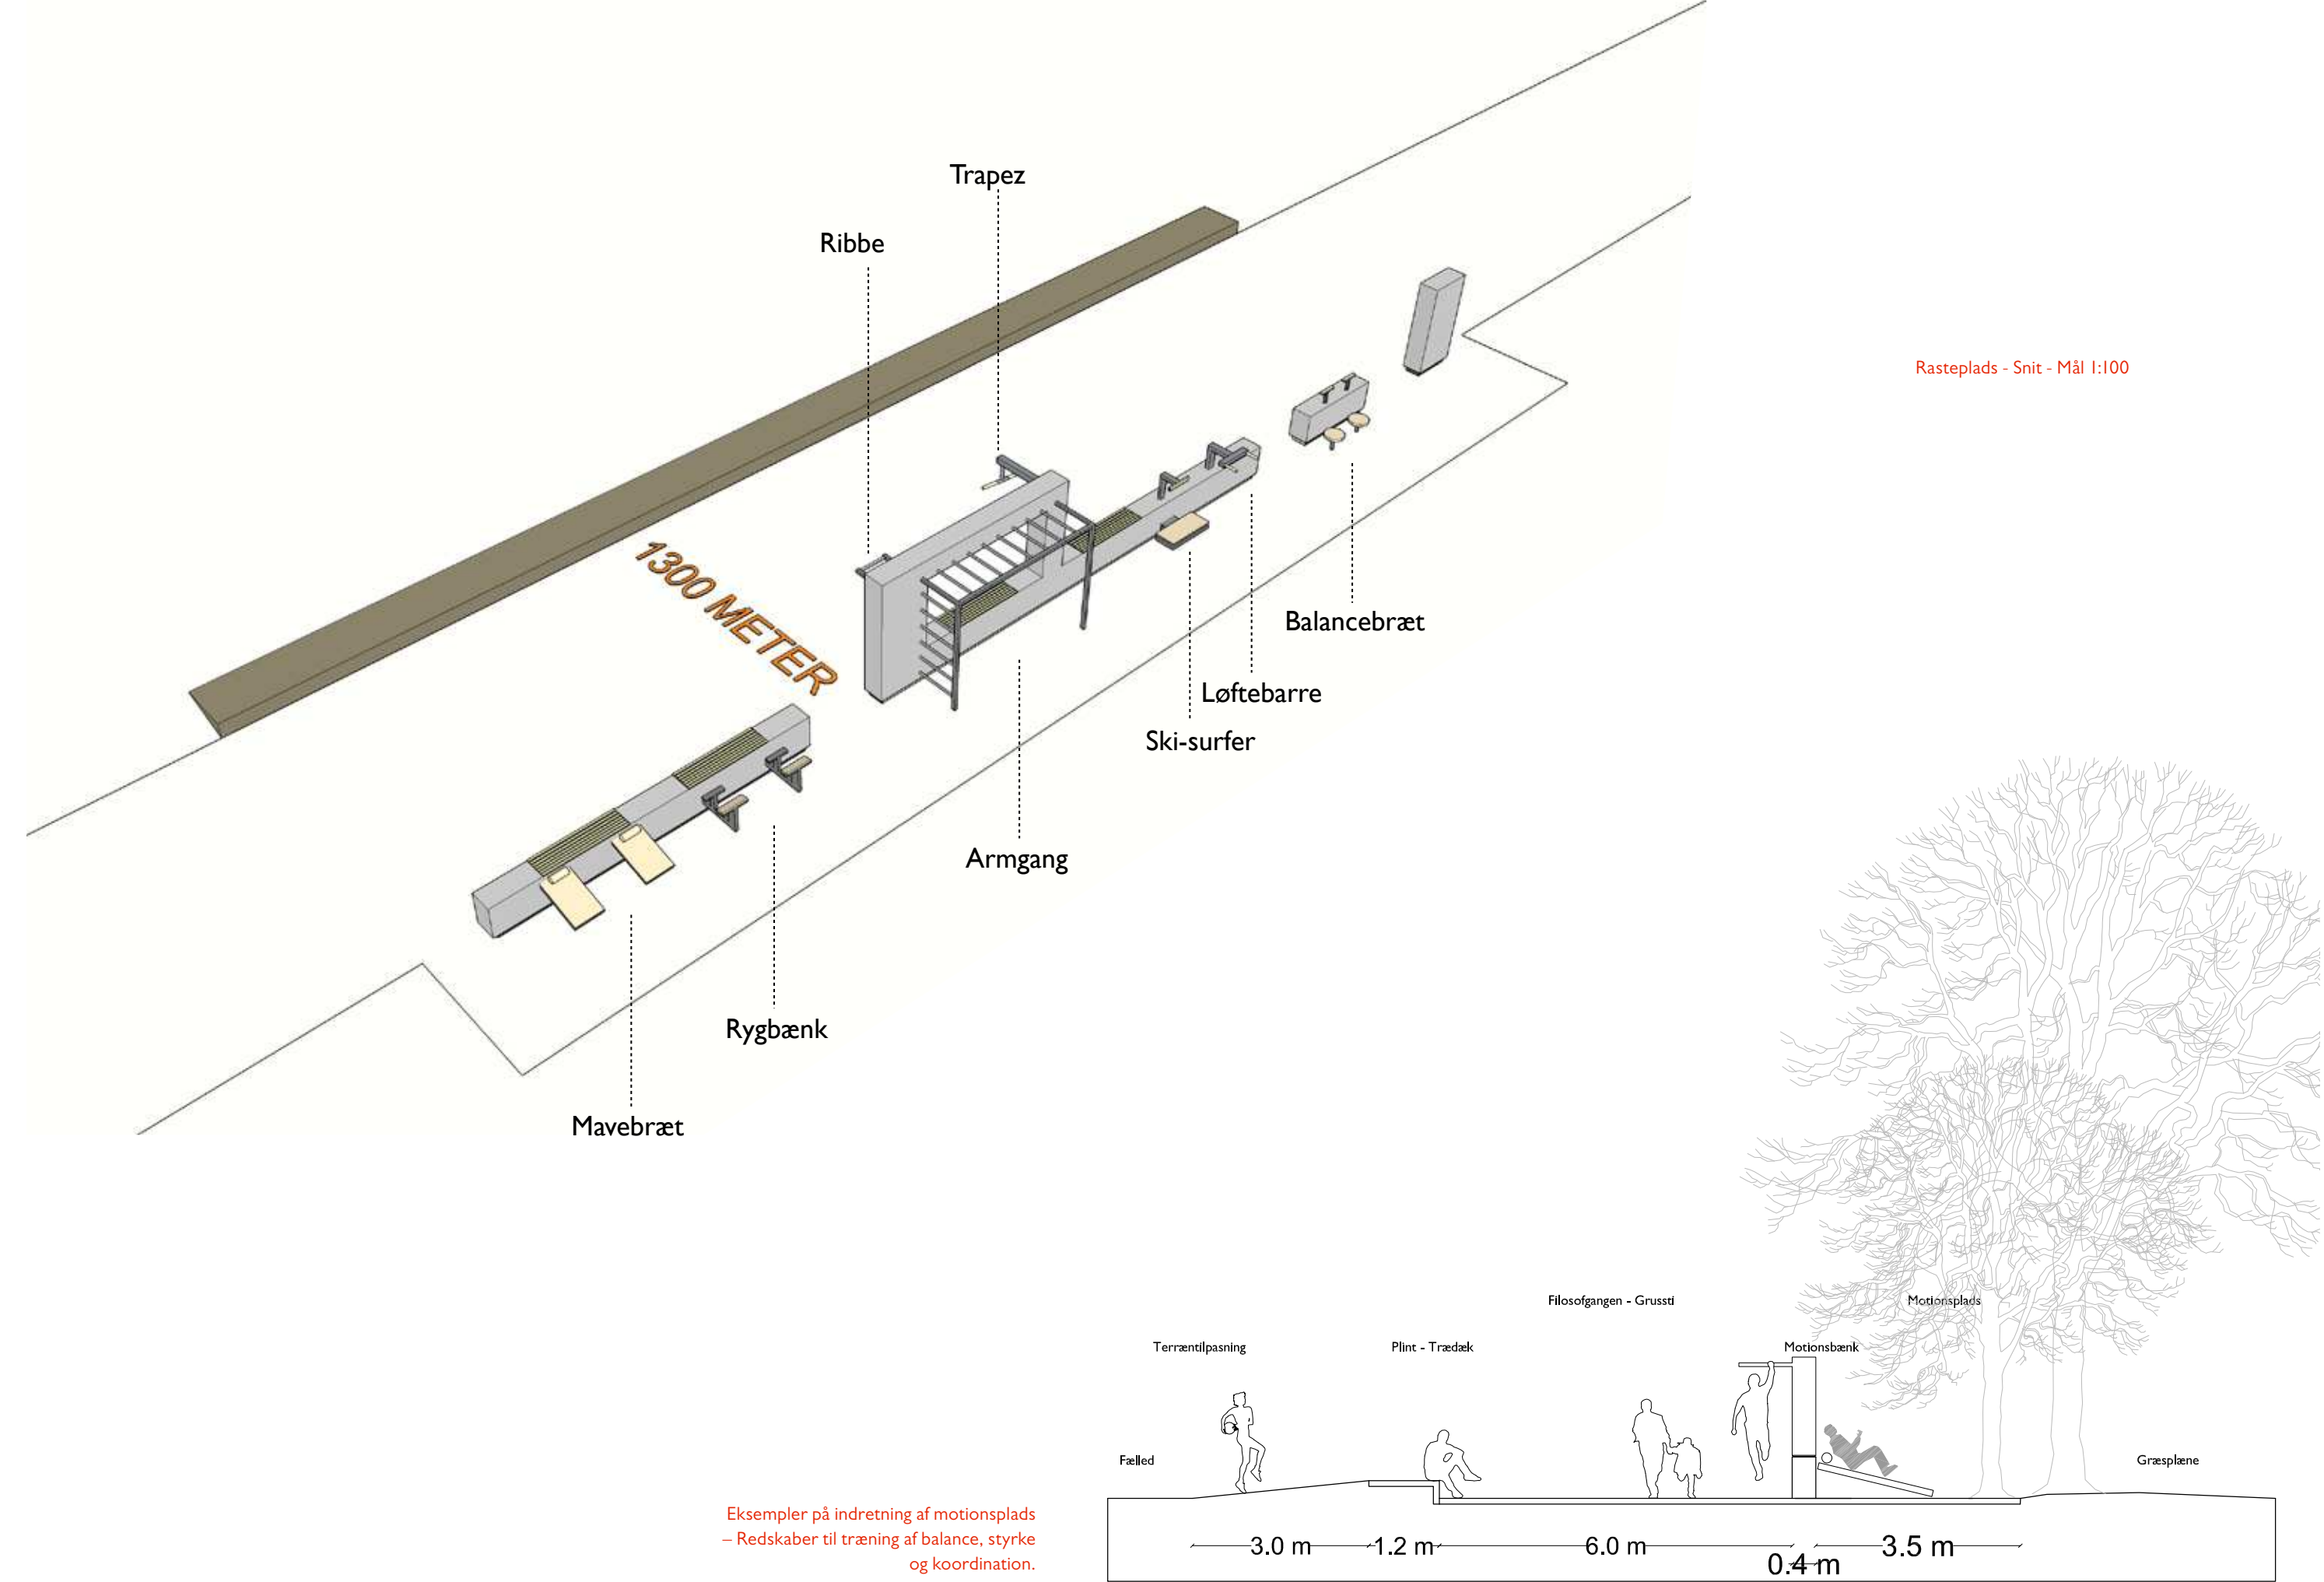 Trapez
Ribbe
Rasteplads - Snit - Mål 1:100
1300 METER
Balancebræt
Løftebarre
Ski-surfer
Armgang
Rygbænk
Mavebræt
Filosofgangen - Grussti
Motionsplads
Terræntilpasning
Plint - Trædæk
Motionsbænk
Fælled
Græsplæne
Eksempler på indretning af motionsplads
– Redskaber til træning af balance, styrke
og koordination.
3.0 m
1.2 m
6.0 m
0.4 m
3.5 m